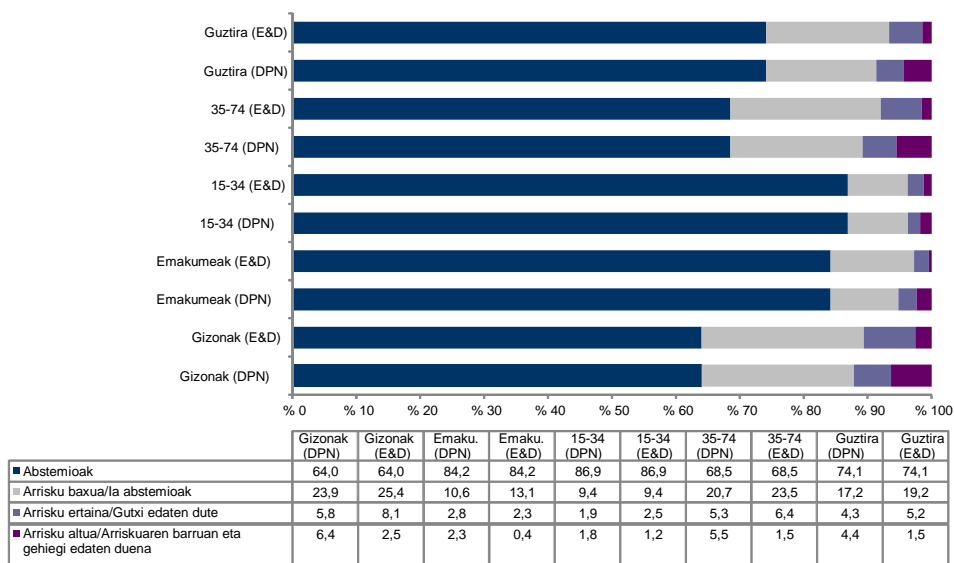 Guztira (E&D)
Guztira (DPN)
35-74 (E&D)
35-74 (DPN)
15-34 (E&D)
15-34 (DPN)
Emakumeak (E&D)
Emakumeak (DPN)
Gizonak (E&D)
Gizonak (DPN)
% 0 % 10 % 20 % 30 % 40 % 50 % 60 % 70 % 80 % 90 % 100
Gizonak Gizonak Emaku. Emaku. 15-34 15-34 35-74 35-74 Guztira Guztira
(DPN) (E&D) (DPN) (E&D) (DPN) (E&D) (DPN) (E&D) (DPN) (E&D)
Abstemioak 64,0 64,0 84,2 84,2 86,9 86,9 68,5 68,5 74,1 74,1
Arrisku baxua/Ia abstemioak 23,9 25,4 10,6 13,1 9,4 9,4 20,7 23,5 17,2 19,2
Arrisku ertaina/Gutxi edaten dute 5,8 8,1 2,8 2,3 1,9 2,5 5,3 6,4 4,3 5,2
Arrisku altua/Arriskuaren barruan eta 6,4 2,5 2,3 0,4 1,8 1,2 5,5 1,5 4,4 1,5
gehiegi edaten duena